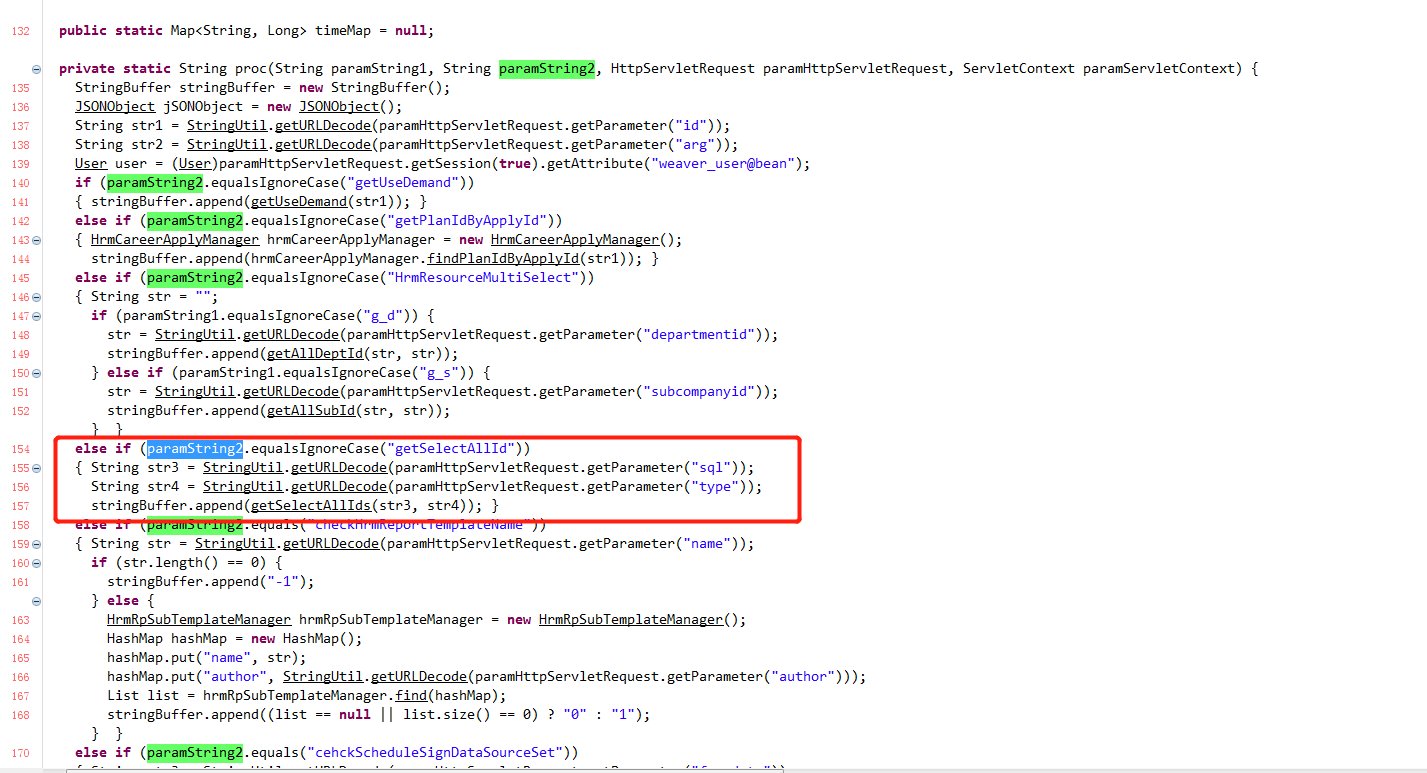 132 public static Map<String, Long> timeMap = null;
private static String proc(String paramString1, String paramString2, HttpServletRequest paramHttpServletRequest, ServletContext paramServletContext) {
135 StringBuffer stringBuffer = new StringBuffer();
136 JSONObject jSONObject = new JSONObject();
137 String str1 = StringUtil.getURLDecode(paramHttpServletRequest.getParameter("id"));
138 String str2 = StringUtil.getURLDecode(paramHttpServletRequest.getParameter("arg"));
139 User user = (User)paramHttpServletRequest.getSession(true).getAttribute("weaver_user@bean");
140 if (paramString2.equalsIgnoreCase("getUseDemand"))
141 { stringBuffer.append(getUseDemand(str1)); }
142 else if (paramString2.equalsIgnoreCase("getPlanIdByApplyId"))
143 { HrmCareerApplyManager hrmCareerApplyManager = new HrmCareerApplyManager();
144 stringBuffer.append(hrmCareerApplyManager.findPlanIdByApplyId(str1)); }
145 else if (paramString2.equalsIgnoreCase("HrmResourceMultiSelect"))
146 { String str = "";
147 if (paramString1.equalsIgnoreCase("g_d")) {
148 str = StringUtil.getURLDecode(paramHttpServletRequest.getParameter("departmentid"));
149 stringBuffer.append(getAllDeptId(str, str));
150 } else if (paramString1.equalsIgnoreCase("g_s")) {
151 str = StringUtil.getURLDecode(paramHttpServletRequest.getParameter("subcompanyid"));
152 stringBuffer.append(getAllSubId(str, str));
} }
154 else if (paramString2.equalsIgnoreCase("getSelectAllId"))
155 { String str3 = StringUtil.getURLDecode(paramHttpServletRequest.getParameter("sql"));
156 String str4 = StringUtil.getURLDecode(paramHttpServletRequest.getParameter("type"));
157 stringBuffer.append(getSelectAllIds(str3, str4)); }
158 else if (paramString2.equals("checkHrmReportTemplateName"))
159 { String str = StringUtil.getURLDecode(paramHttpServletRequest.getParameter("name"));
160 if (str.length() == 0) {
161 stringBuffer.append("-1");
} else {
163 HrmRpSubTemplateManager hrmRpSubTemplateManager = new HrmRpSubTemplateManager();
164 HashMap hashMap = new HashMap();
165 hashMap.put("name", str);
166 hashMap.put("author", StringUtil.getURLDecode(paramHttpServletRequest.getParameter("author")));
167 List list = hrmRpSubTemplateManager.find(hashMap);
168 stringBuffer.append((list == null || list.size() == 0) ? "0" : "1");
} }
170 else if (paramString2.equals("cehckScheduleSignDataSourceSet"))